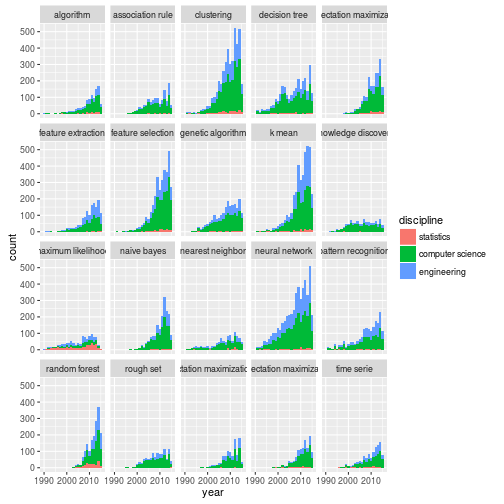 algorithm
association rule
clustering
decision tree
ectation maximiza
500
400
300
200
100
0
feature extraction
feature selection
genetic algorithm
k mean
nowledge discover
500
400
300
200
100
0
maximum likelihood
naive bayes
nearest neighbor
neural network
pattern recognition
500
400
300
200
100
0
random forest
rough set
tation maximizatio
ectation maximiza
time serie
500
400
300
200
100
0
1990 2000 2010
1990 2000 2010
1990 2000 2010
1990 2000 2010
1990 2000 2010
year
count
discipline
statistics
computer science
engineering